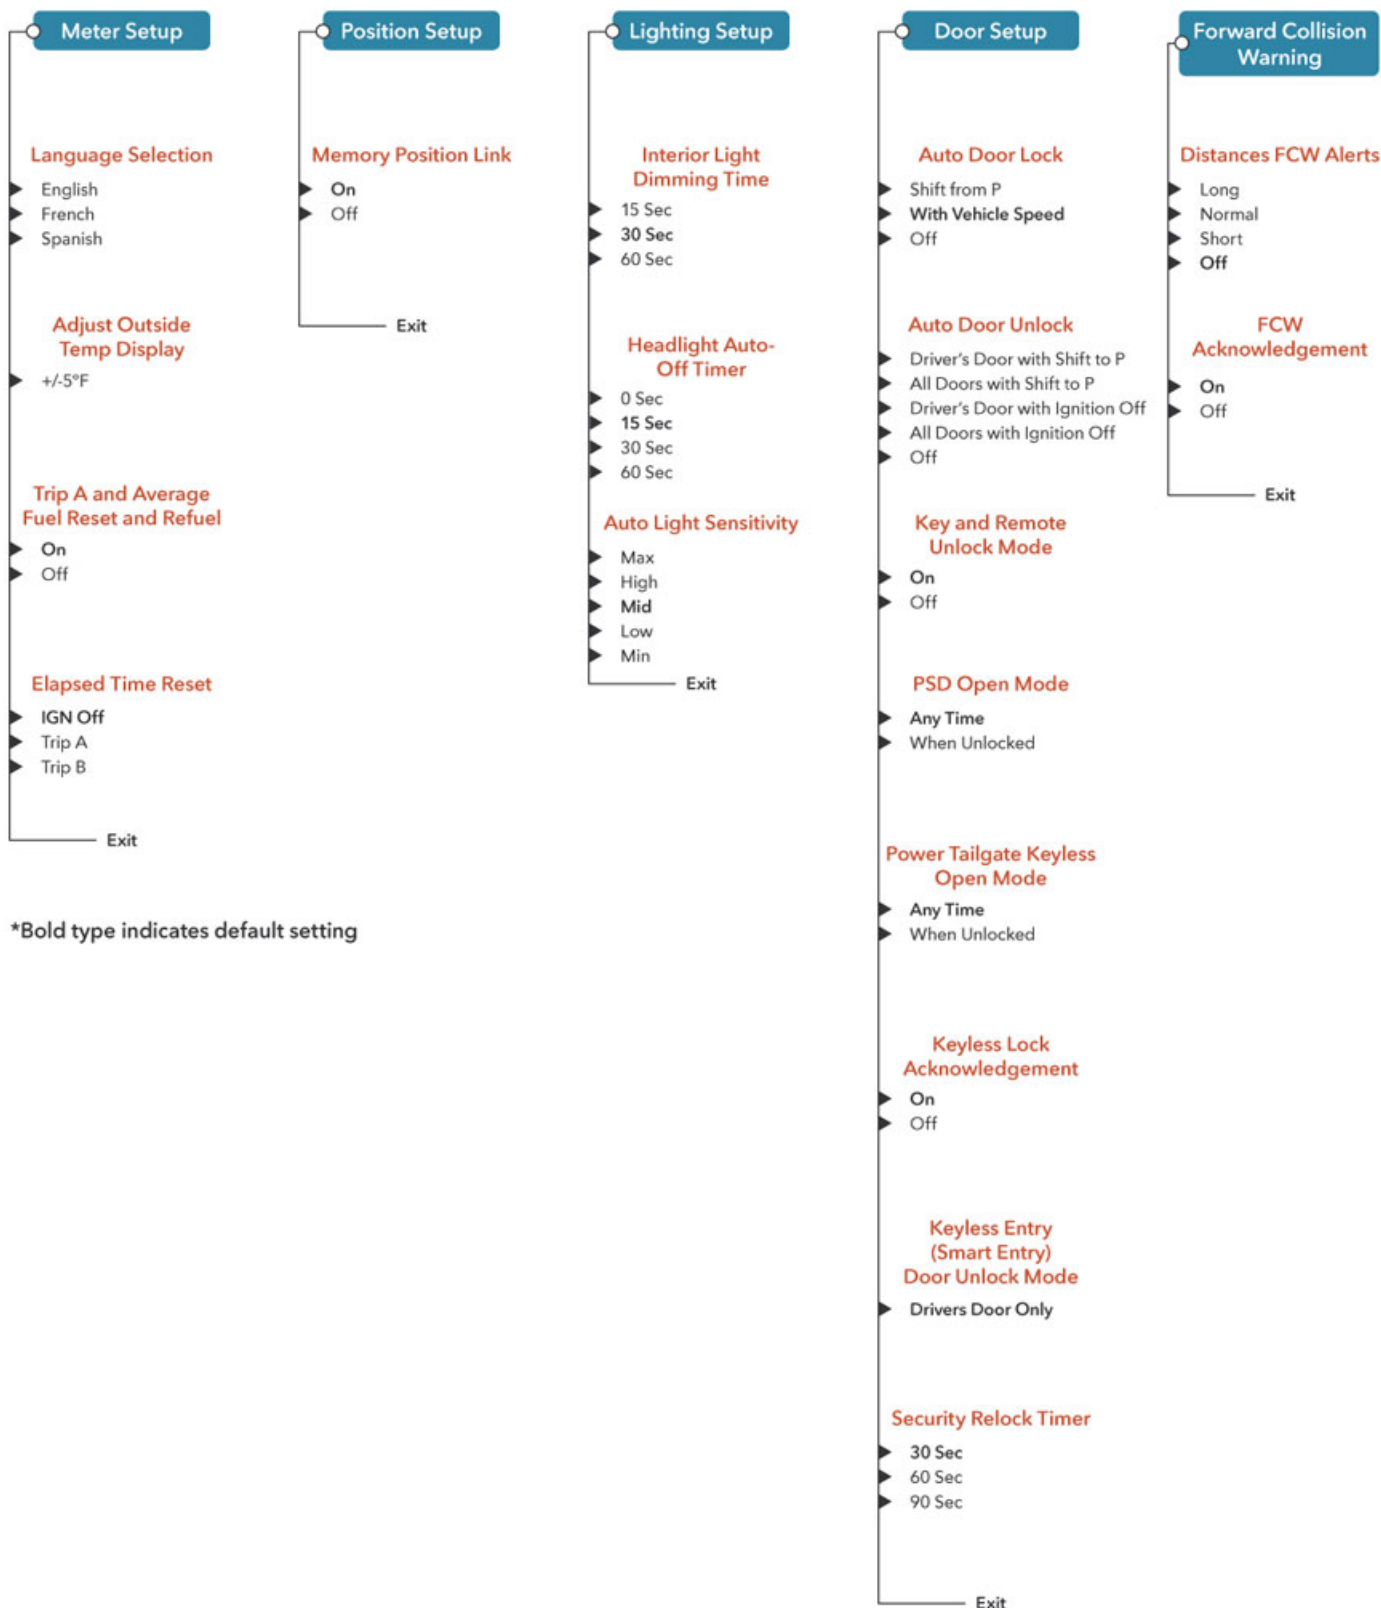 Meter Setup
Language Selection
English
French
Spanish
Adjust Outside
Temp Display
+/-5ºF
Trip A and Average
Fuel Reset and Refuel
On
Off
Elapsed Time Reset
IGN Off
Trip A
Trip B
Exit
*Bold type indicates default setting
Position Setup
Memory Position Link
On
Off
Exit
Lighting Setup
Interior Light
Dimming Time
15 Sec
30 Sec
60 Sec
Headlight Auto-
Off Timer
0 Sec
15 Sec
30 Sec
60 Sec
Auto Light Sensitivity
Max
High
Mid
Low
Min
Exit
Door Setup
Auto Door Lock
Shift from P
With Vehicle Speed
Off
Auto Door Unlock
Driver's Door with Shift to P
All Doors with Shift to P
Driver's Door with Ignition Off
All Doors with Ignition Off
Off
Key and Remote
Unlock Mode
On
Off
PSD Open Mode
Any Time
When Unlocked
Power Tailgate Keyless
Open Mode
Any Time
When Unlocked
Keyless Lock
Acknowledgement
On
Off
Keyless Entry
(Smart Entry)
Door Unlock Mode
Drivers Door Only
Security Relock Timer
30 Sec
60 Sec
90 Sec
Exit
Forward Collision
Warning
Distances FCW Alerts
Long
Normal
Short
Off
FCW
Acknowledgement
On
Off
Exit